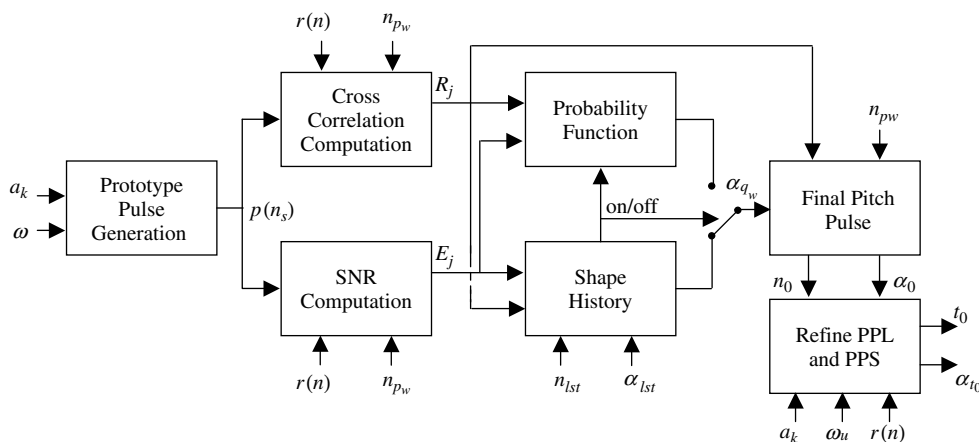 r(n)
n_{p_w}
Cross
Correlation
Computation
R_j
Probability
Function
n_{pw}
a_k
ω
Prototype
Pulse
Generation
p(n_s)
on/off
α_{q_w}
Final Pitch
Pulse
SNR
Computation
E_j
Shape
History
n_0
α_0
r(n)
n_{p_w}
n_{lst}
α_{lst}
Refine PPL
and PPS
t_0
α_{t_0}
a_k
ω_u
r(n)